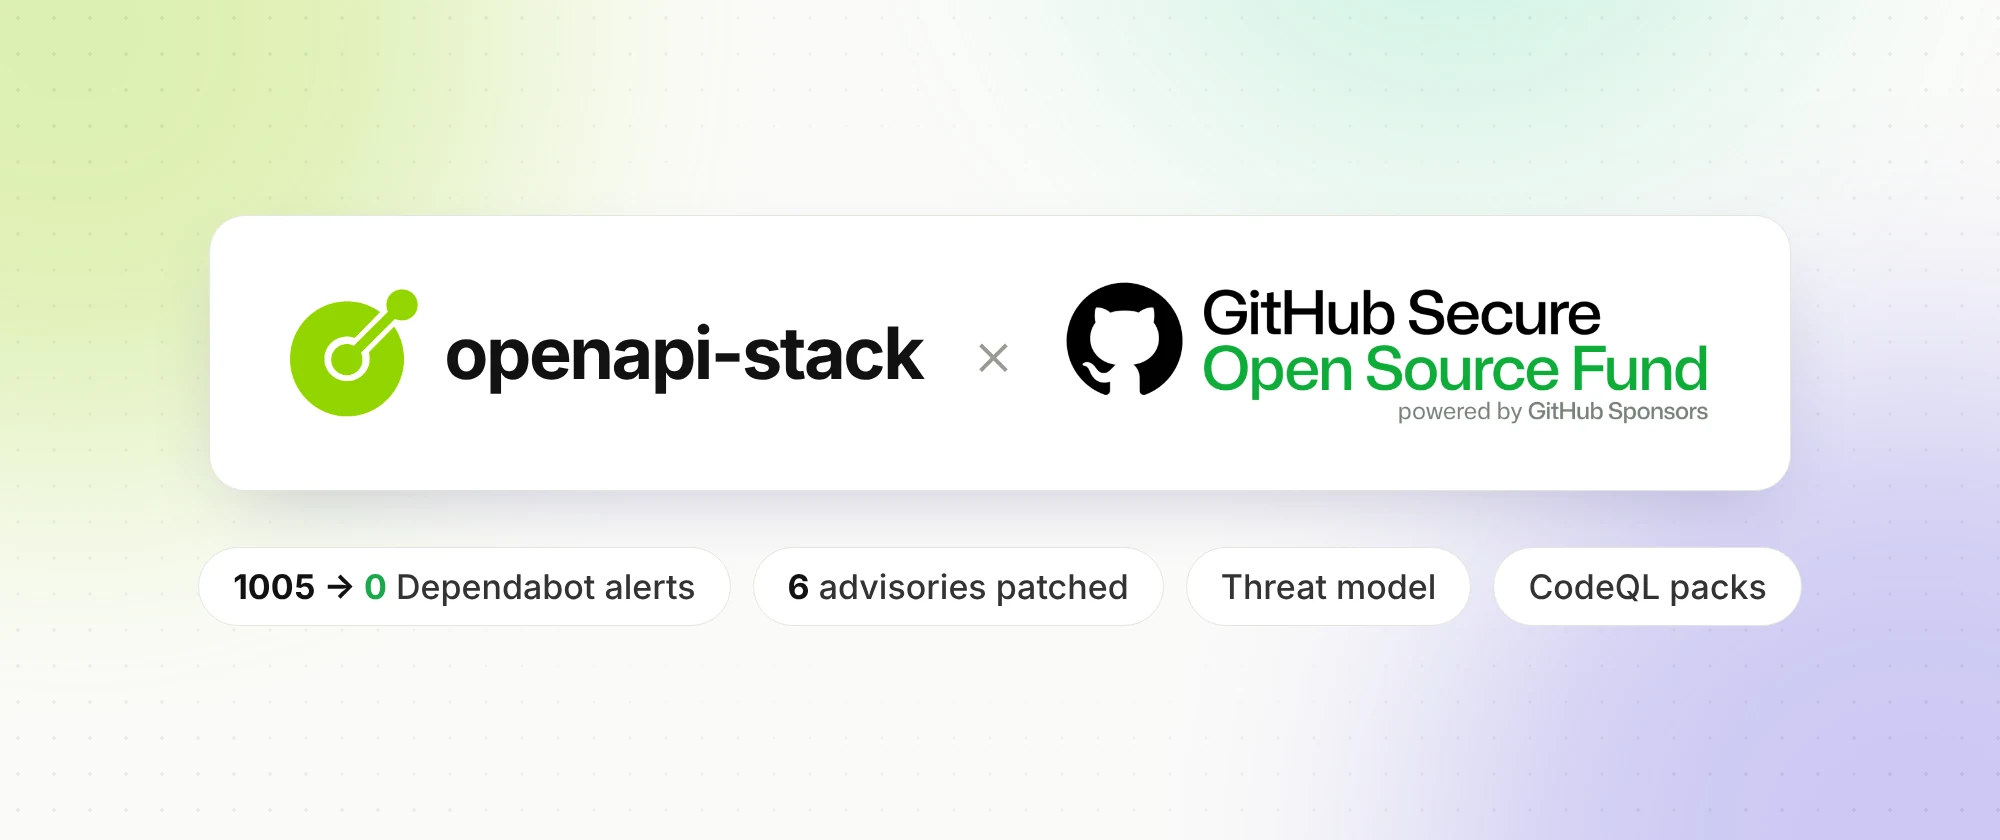 openapi-stack × GitHub Secure
Open Source Fund
powered by GitHub Sponsors
1005 → 0 Dependabot alerts
6 advisories patched
Threat model
CodeQL packs